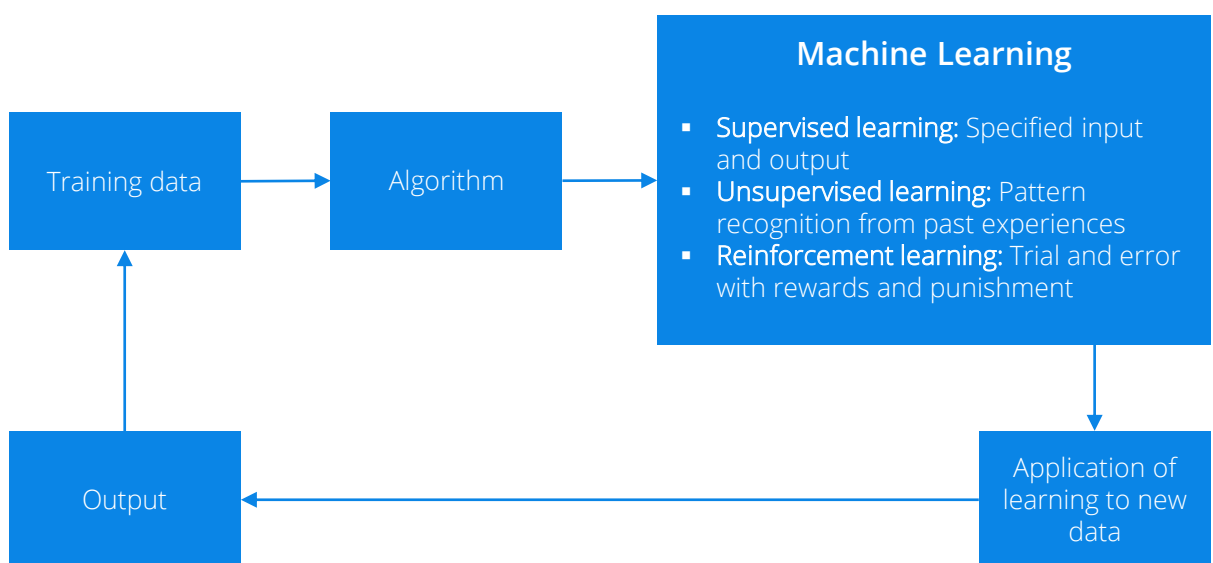 Machine Learning
Training data
Algorithm
▪ Supervised learning: Specified input
and output
▪ Unsupervised learning: Pattern
recognition from past experiences
▪ Reinforcement learning: Trial and error
with rewards and punishment
Output
Application of
learning to new
data